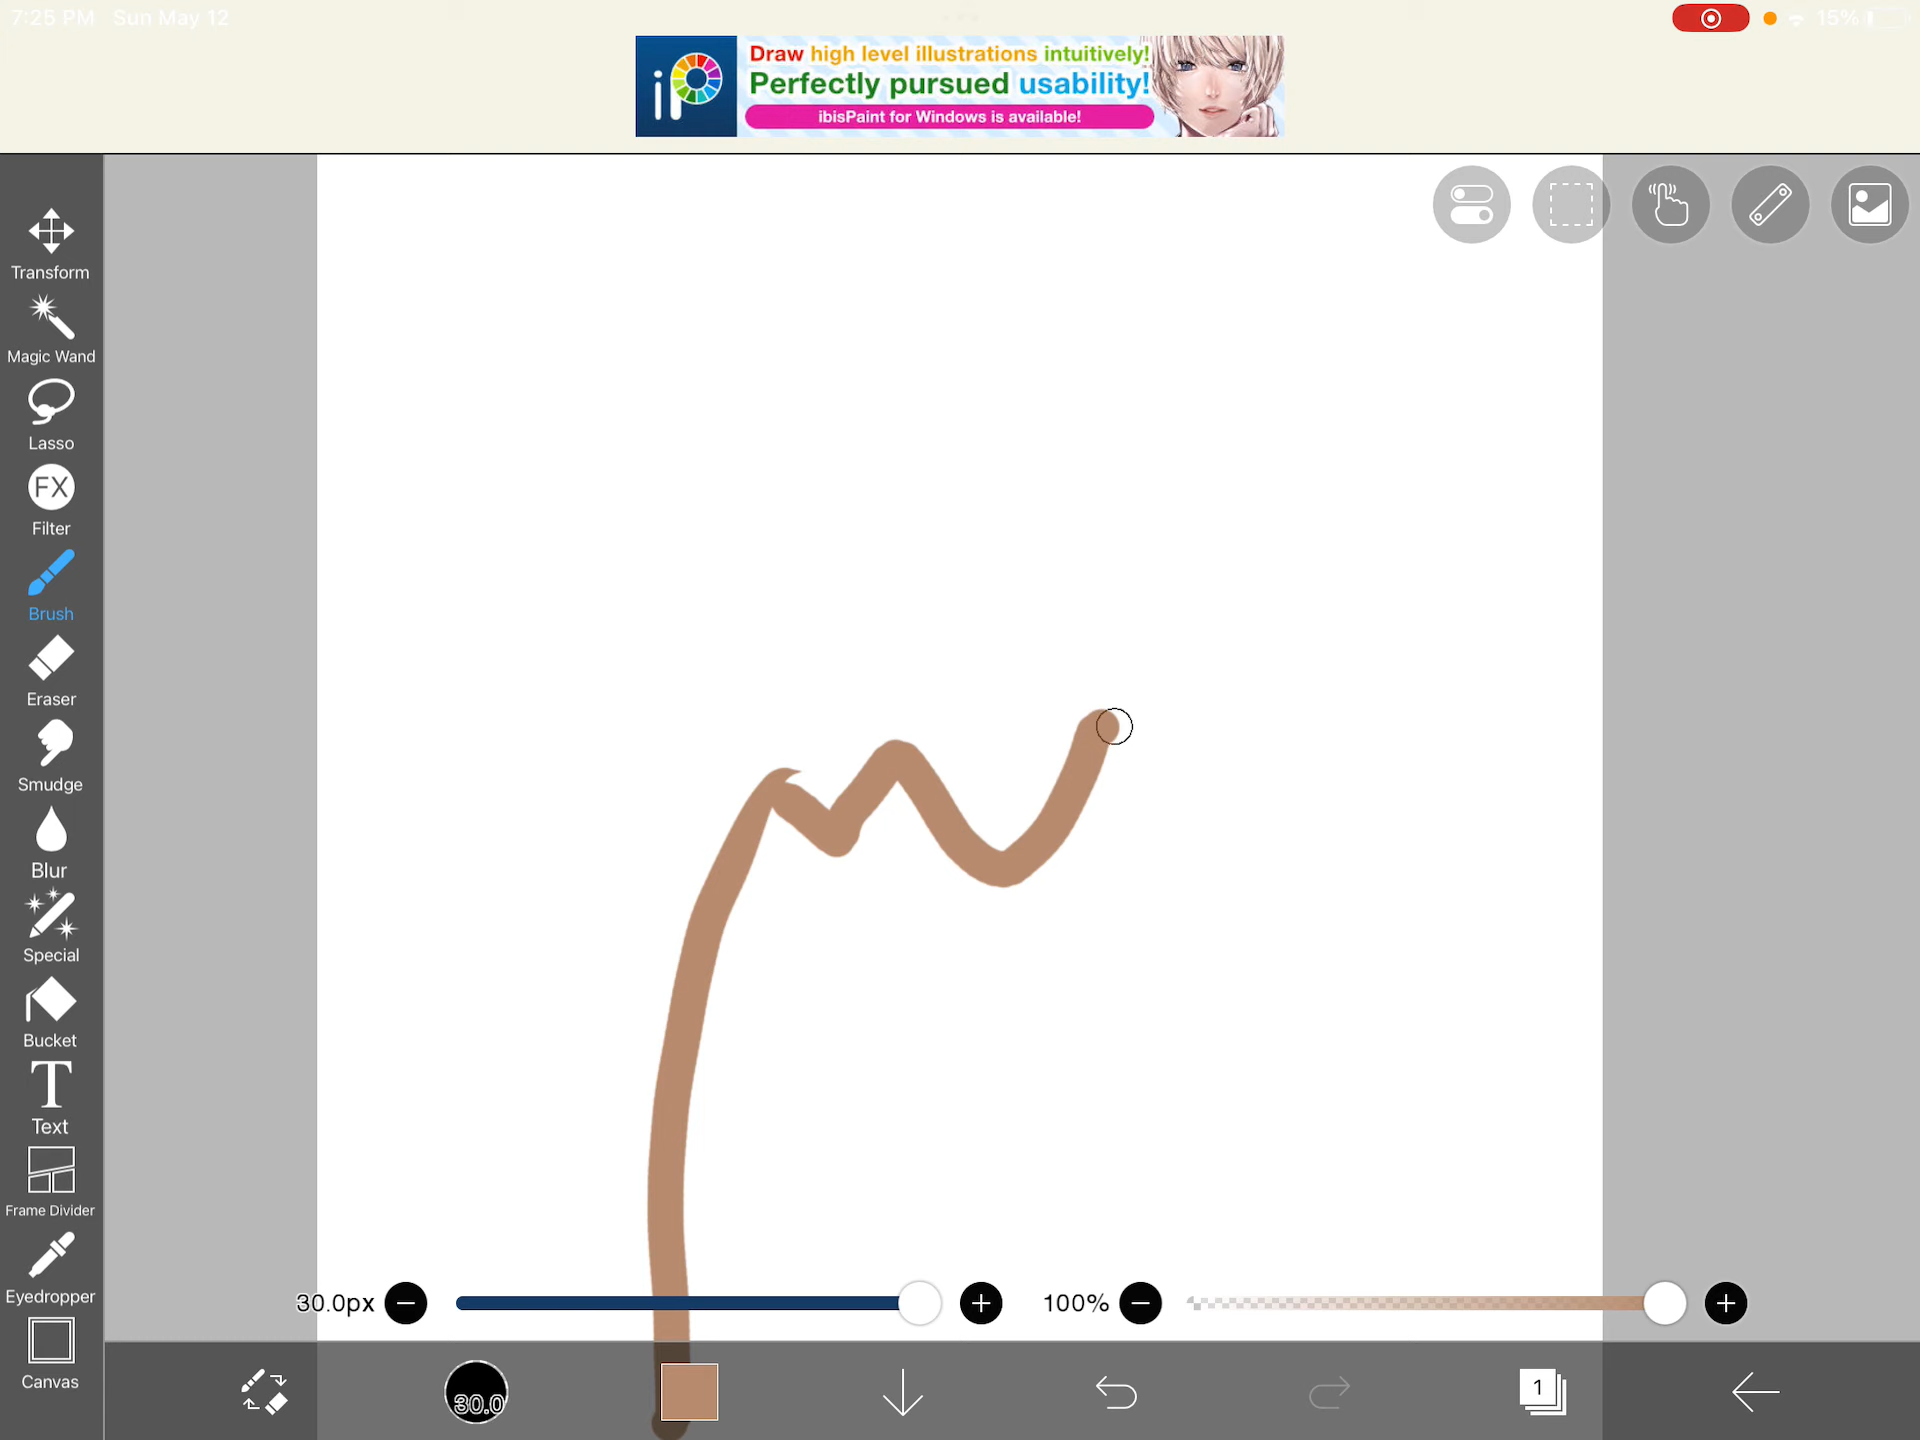 7:25 PM Sun May 12
15%
iP
Draw high level illustrations intuitively!
Perfectly pursued usability!
ibisPaint for Windows is available!
Transform
Magic Wand
Lasso
FX
Filter
Brush
Eraser
Smudge
Blur
Special
Bucket
T
Text
Frame Divider
Eyedropper
Canvas
30.0px
100%
30.0
1